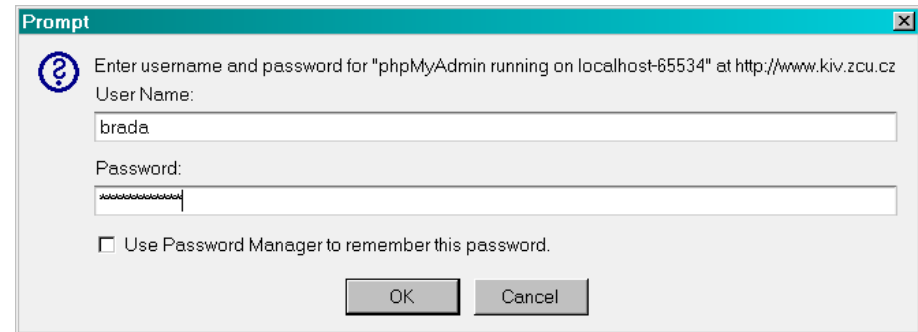 Prompt
Enter username and password for "phpMyAdmin running on localhost-65534" at http://www.kiv.zcu.cz
User Name:
brada
Password:
*************
Use Password Manager to remember this password.
OK Cancel